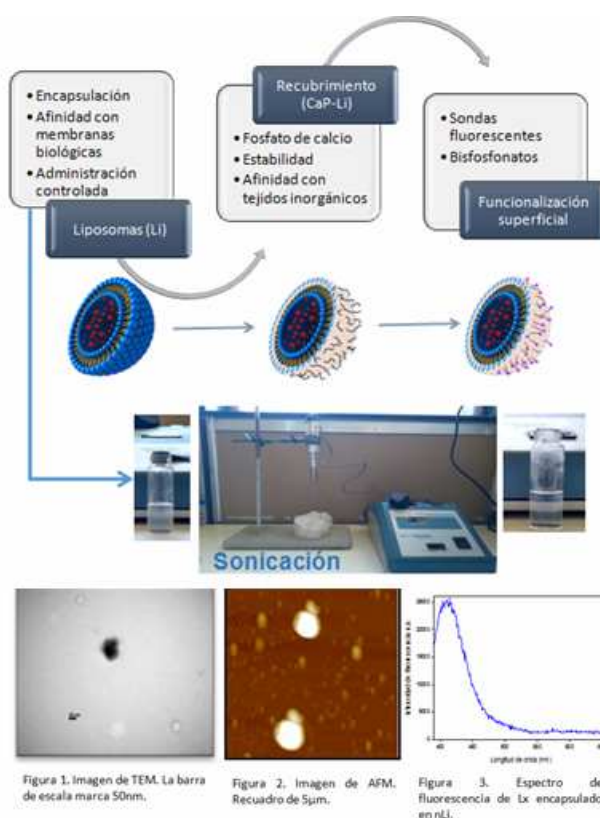 • Encapsulación
• Afinidad con
membranas
biológicas
• Administración
controlada
Liposomas (Li)
Recubrimiento
(CaP-Li)
• Fosfato de calcio
• Estabilidad
• Afinidad con
tejidos inorgánicos
• Sondas
fluorescentes
• Bisfosfonatos
Funcionalización
superficial
Sonicación
Figura 1. Imagen de TEM. La barra
de escala marca 50nm.
Figura 2. Imagen de AFM.
Recuadro de 5µm.
Figura 3. Espectro de
fluorescencia de Lx encapsulado
en nLi.